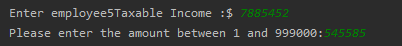 Enter employee5Taxable Income :$ 7885452
Please enter the amount between 1 and 999000:545585